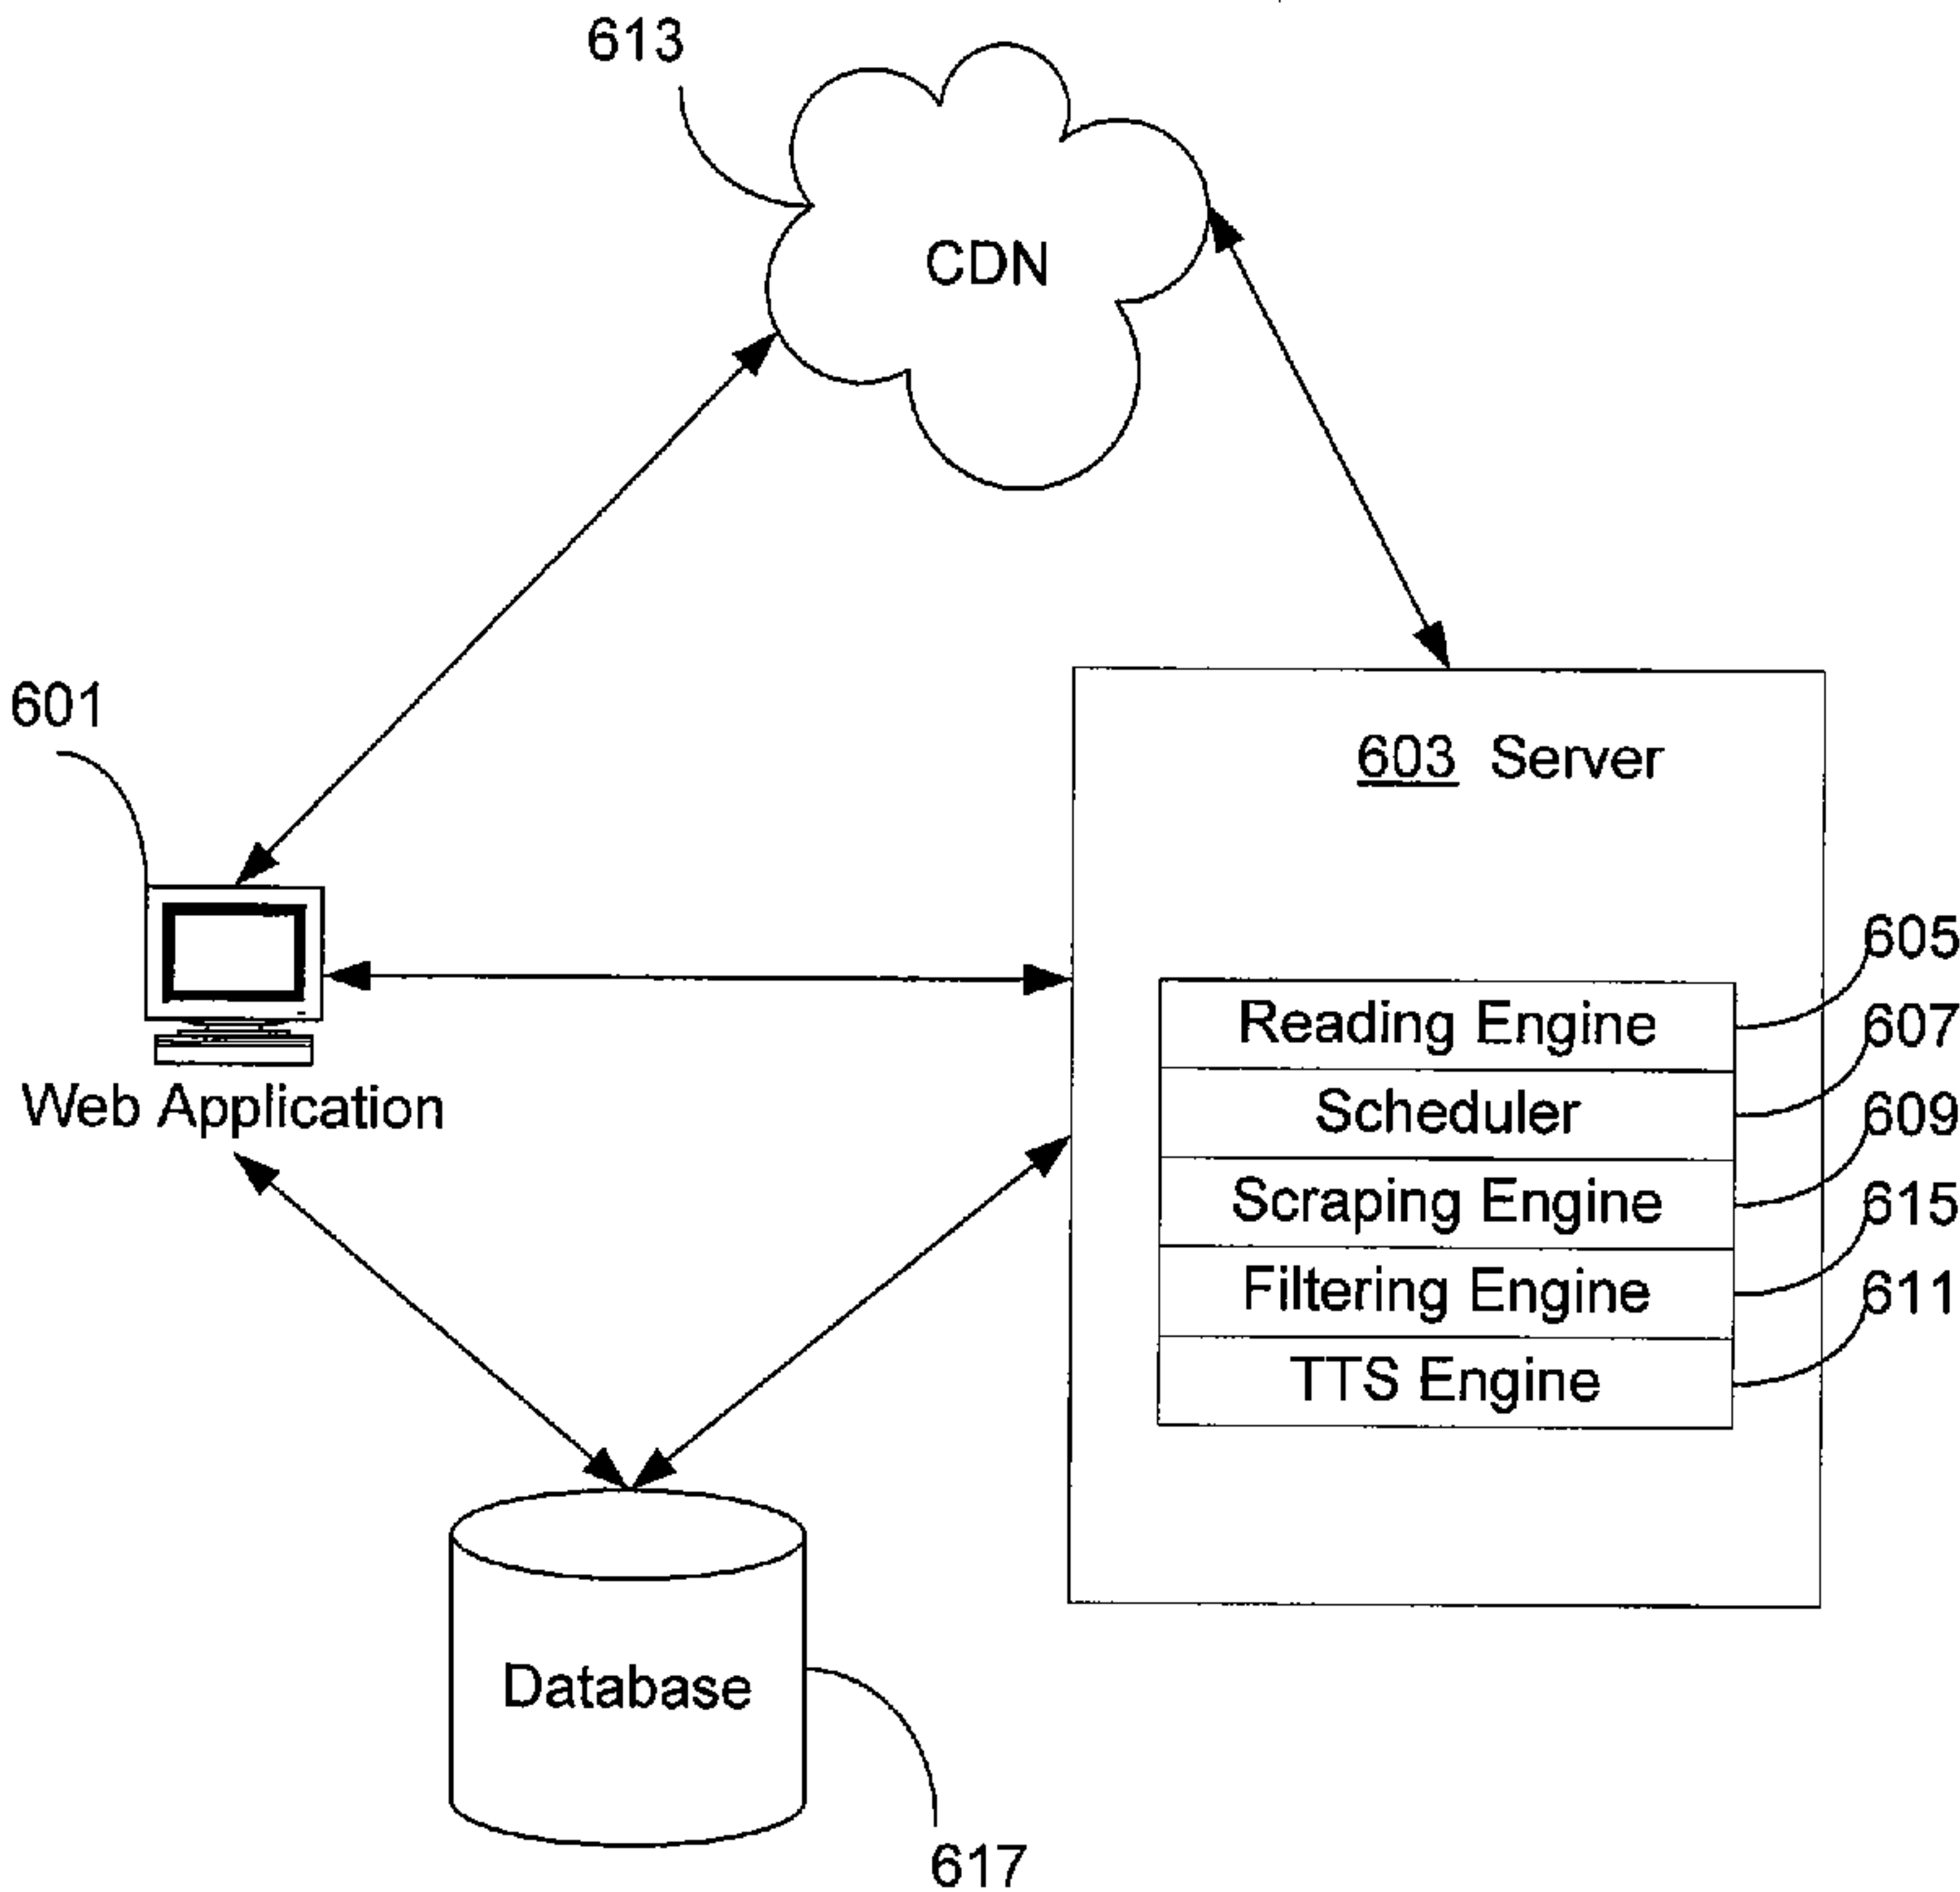 613
CDN
601
603 Server
605
Reading Engine
607
Scheduler
609
Scraping Engine
615
Filtering Engine
611
TTS Engine
Web Application
Database
617